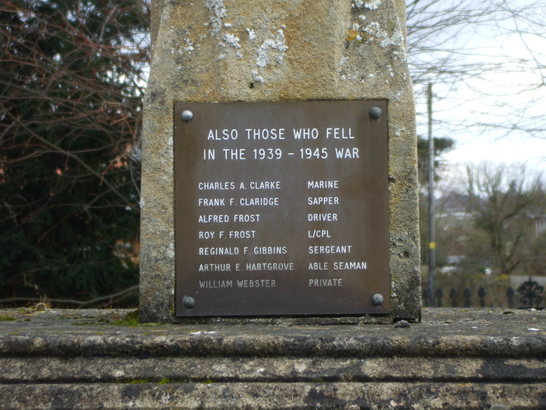 ALSO THOSE WHO FELL
IN THE 1939 - 1945 WAR
CHARLES A. CLARKE MARINE
FRANK F. CLARIDGE SAPPER
ALFRED FROST DRIVER
ROY F. FROST L/CPL
REGINALD F. GIBBINS SERGEANT
ARTHUR E. HARTGROVE ABLE SEAMAN
WILLIAM WEBSTER PRIVATE